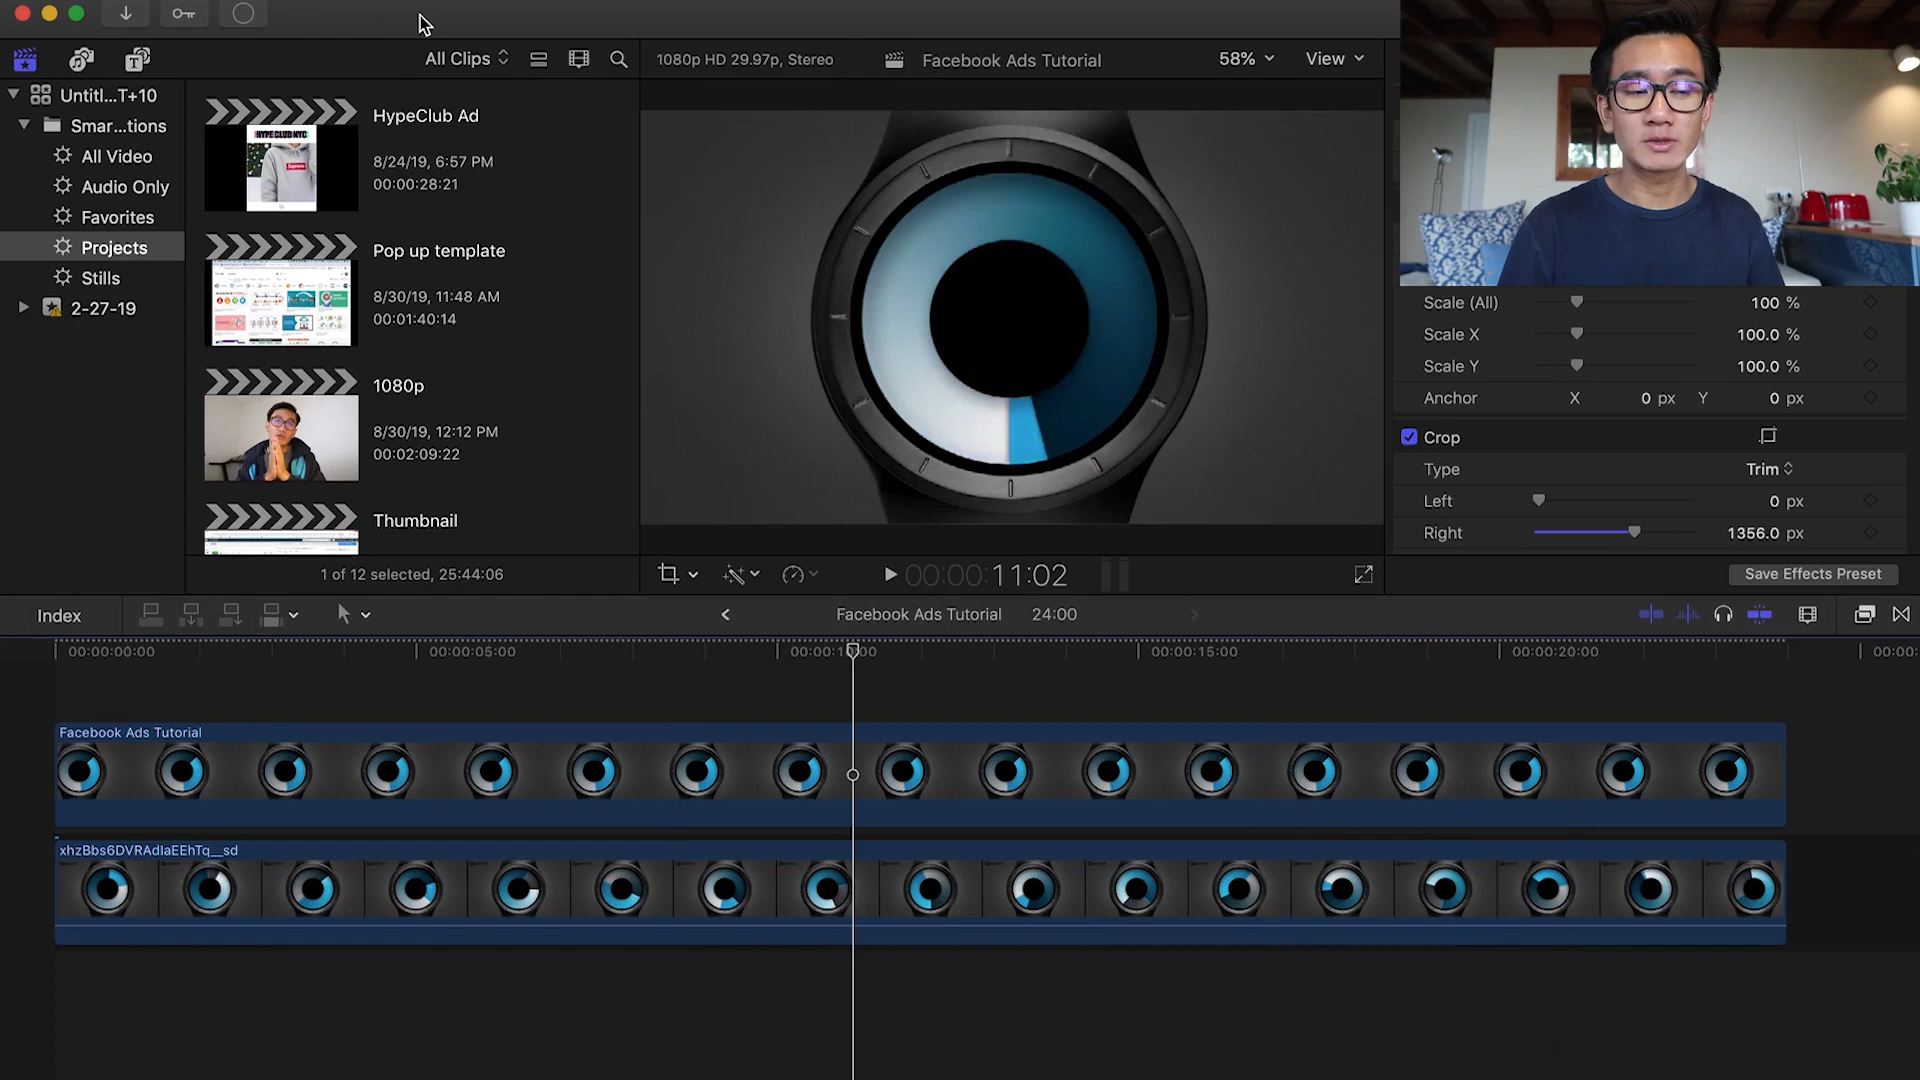 All Clips
1080p HD 29.97p, Stereo
Facebook Ads Tutorial
58%
View
Untitl...T+10
Smar...tions
All Video
Audio Only
Favorites
Projects
Stills
2-27-19
HypeClub Ad
8/24/19, 6:57 PM
00:00:28:21
HYPE CLUB NYC
Supreme
Pop up template
8/30/19, 11:48 AM
00:01:40:14
1080p
8/30/19, 12:12 PM
00:02:09:22
Thumbnail
1 of 12 selected, 25:44:06
00:00:11:02
Scale (All)
100 %
Scale X
100.0 %
Scale Y
100.0 %
Anchor
X
0 px
Y
0 px
Crop
Type
Trim
Left
0 px
Right
1356.0 px
Save Effects Preset
Index
Facebook Ads Tutorial
24:00
00:00:00:00
00:00:05:00
00:00:15:00
00:00:20:00
00:00:
Facebook Ads Tutorial
xhzBbs6DVRAdIaEEhTq__sd